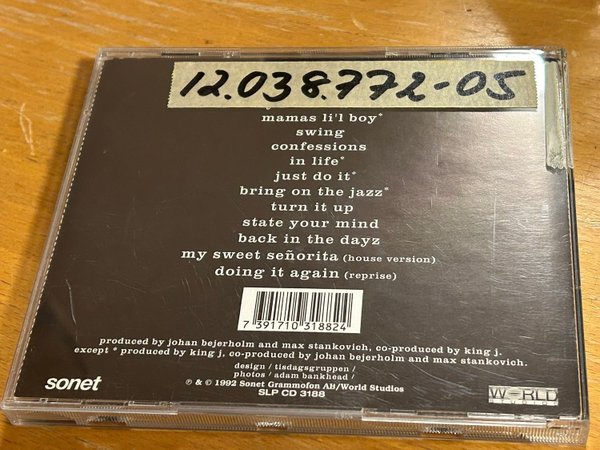 12.038.772-05
mamas li'l boy*
swing
confessions
in life*
just do it*
bring on the jazz*
turn it up
state your mind
back in the dayz
my sweet señorita (house version)
doing it again (reprise)
7 391710 318824
produced by johan bejerholm and max stankovich, co-produced by king j.
except * produced by king j, co-produced by johan bejerholm and max stankovich.
design / tisdagsgruppen /
photos / adam bankhead /
℗ & © 1992 Sonet Grammofon AB/World Studios
SLP CD 3188
sonet
WORLD